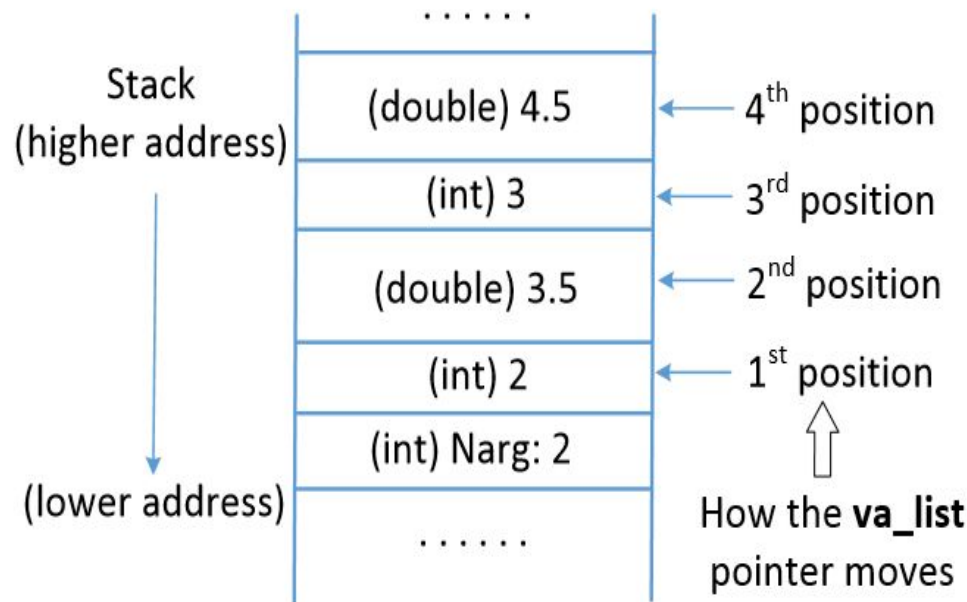 ......
Stack
(higher address)
(double) 4.5
4th position
(int) 3
3rd position
(double) 3.5
2nd position
(int) 2
1st position
(int) Narg: 2
(lower address)
How the va_list
pointer moves
......